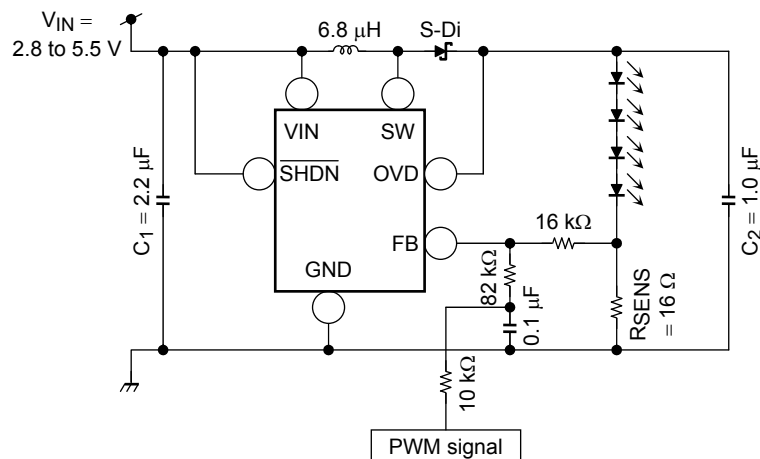 VIN =
2.8 to 5.5 V
6.8 μH
S-Di
VIN
SW
SHDN
OVD
C1 = 2.2 μF
C2 = 1.0 μF
16 kΩ
FB
GND
82 kΩ
0.1 μF
RSENS
= 16 Ω
10 kΩ
PWM signal